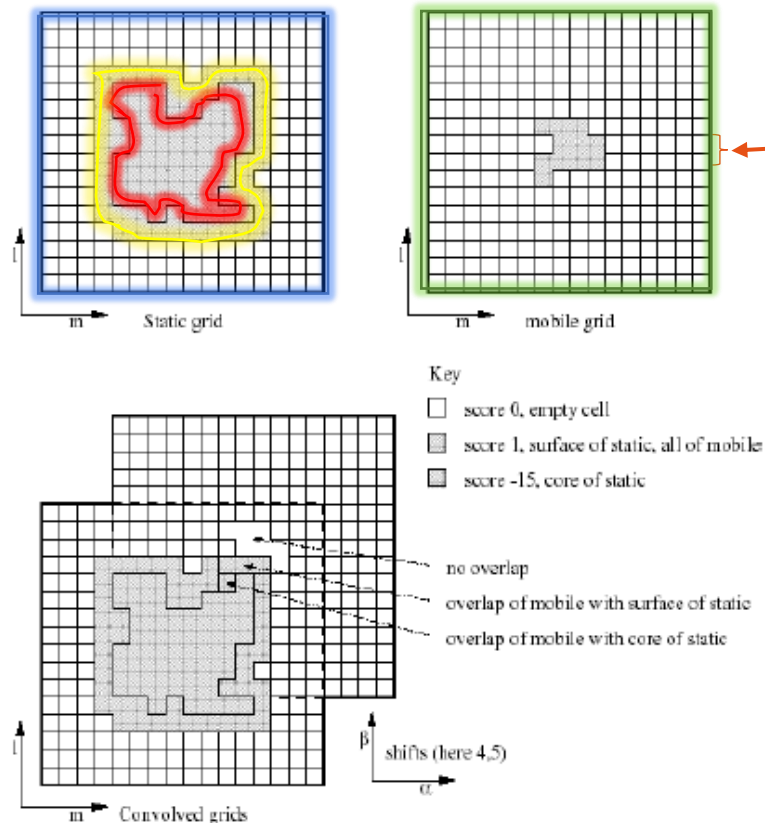 l
m
Static grid
l
m
mobile grid
Key
score 0, empty cell
score 1, surface of static, all of mobile
score -15, core of static
no overlap
overlap of mobile with surface of static
overlap of mobile with core of static
β
shifts (here 4,5)
α
l
m
Convolved grids